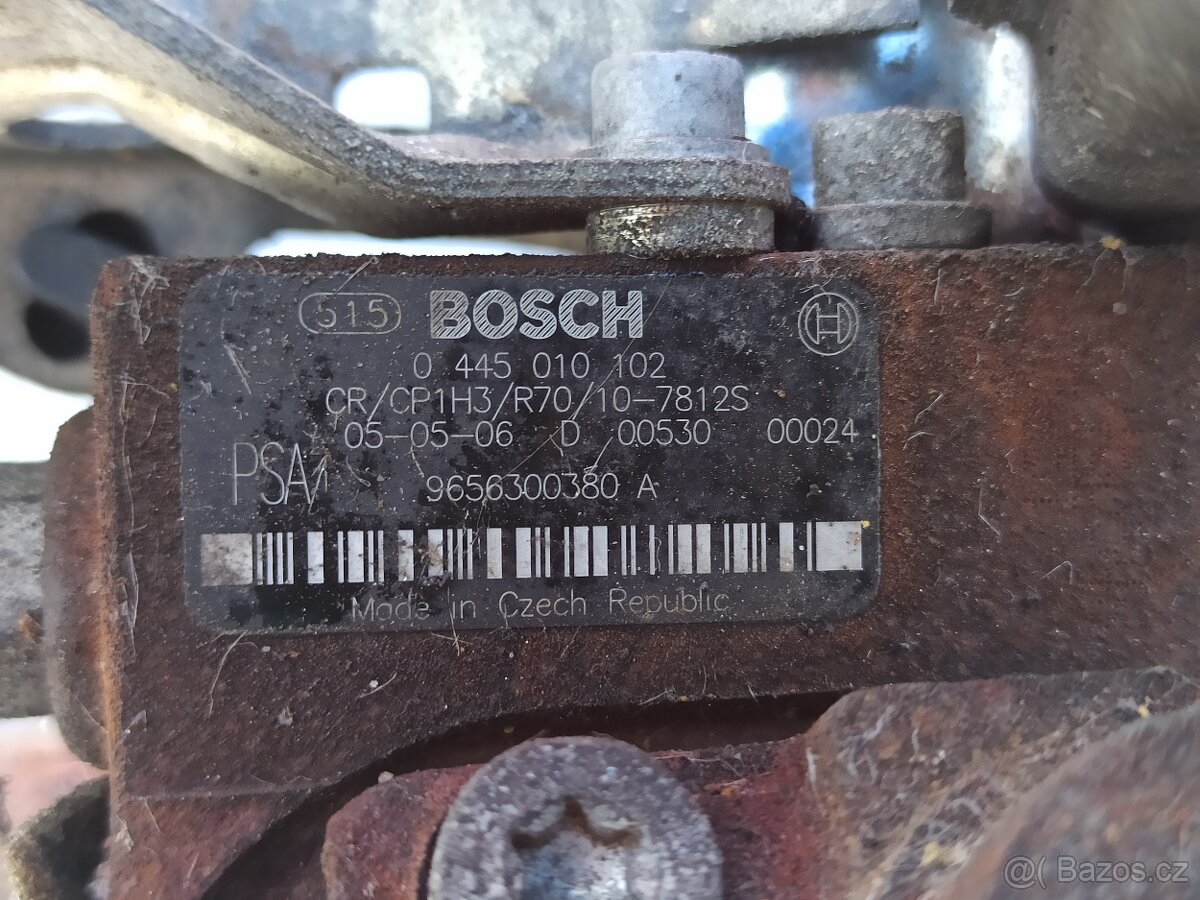 515 BOSCH
0 445 010 102
CR/CP1H3/R70/10-7812S
05-05-06 D 00530 00024
PSA 9656300380 A
Made in Czech Republic
@( Bazos.cz